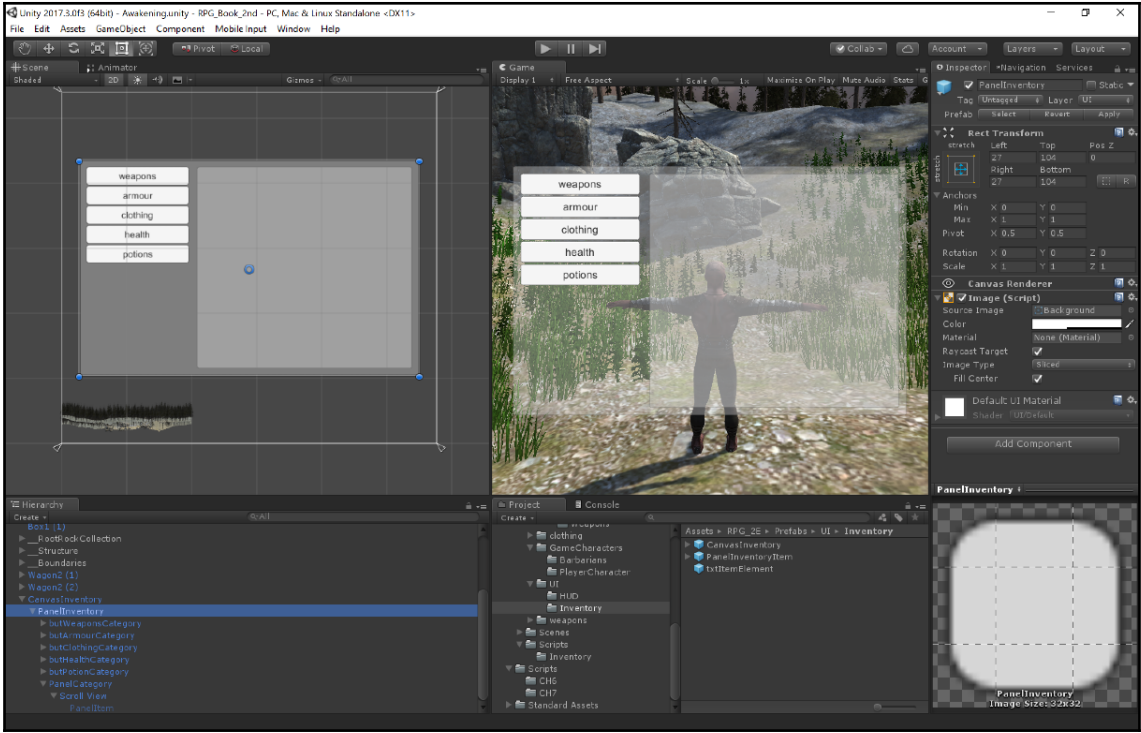 Unity 2017.3.0f3 (64bit) - Awakening.unity - RPG_Book_2nd - PC, Mac & Linux Standalone <DX11>
File Edit Assets GameObject Component Mobile Input Window Help
Pivot Local Collab Account Layers Layout
Scene Animator
Shaded 2D Gizmos All
weapons
armour
clothing
health
potions
Game
Display 1 Free Aspect Scale 1x Maximize On Play Mute Audio Stats G
weapons
armour
clothing
health
potions
Inspector Navigation Services
PanelInventory Static
Tag Untagged Layer UI
Prefab Select Revert Apply
Rect Transform
stretch Left Top Pos Z
stretch 27 104 0
Right Bottom
27 104 R
Anchors
Min X 0 Y 0
Max X 1 Y 1
Pivot X 0.5 Y 0.5
Rotation X 0 Y 0 Z 0
Scale X 1 Y 1 Z 1
Canvas Renderer
Image (Script)
Source Image Background
Color
Material None (Material)
Raycast Target
Image Type Sliced
Fill Center
Default UI Material
Shader UI/Default
Add Component
PanelInventory
PanelInventory
Image Size: 32x32
Hierarchy
Create All
Box1 (1)
__RootRockCollection
__Structure
__Boundaries
Wagon2 (1)
Wagon2 (2)
CanvasInventory
PanelInventory
butWeaponsCategory
butArmourCategory
butClothingCategory
butHealthCategory
butPotionCategory
PanelCategory
Scroll View
PanelItem
Project Console
Create
weapons
clothing
GameCharacters
Barbarians
PlayerCharacter
UI
HUD
Inventory
weapons
Scenes
Scripts
Inventory
Scripts
CH6
CH7
Standard Assets
Assets RPG_2E Prefabs UI Inventory
CanvasInventory
PanelInventoryItem
txtItemElement